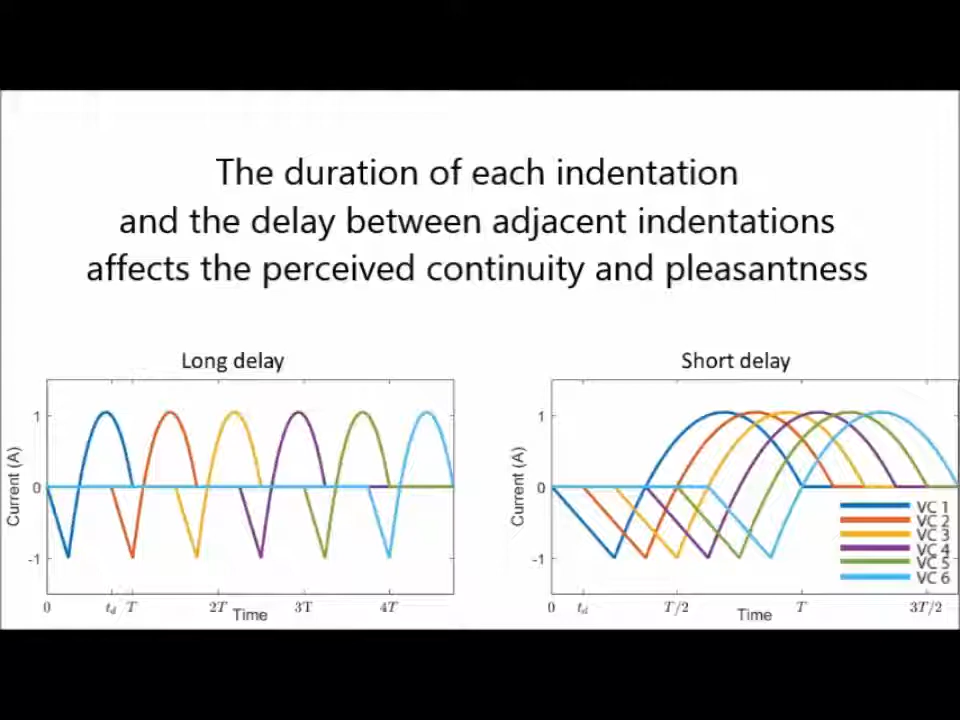 The duration of each indentation
and the delay between adjacent indentations
affects the perceived continuity and pleasantness
Long delay
1
0
-1
Current (A)
0 t_d T 2T 3T 4T
Time
Short delay
1
0
-1
Current (A)
VC 1
VC 2
VC 3
VC 4
VC 5
VC 6
0 t_d T/2 T 3T/2
Time